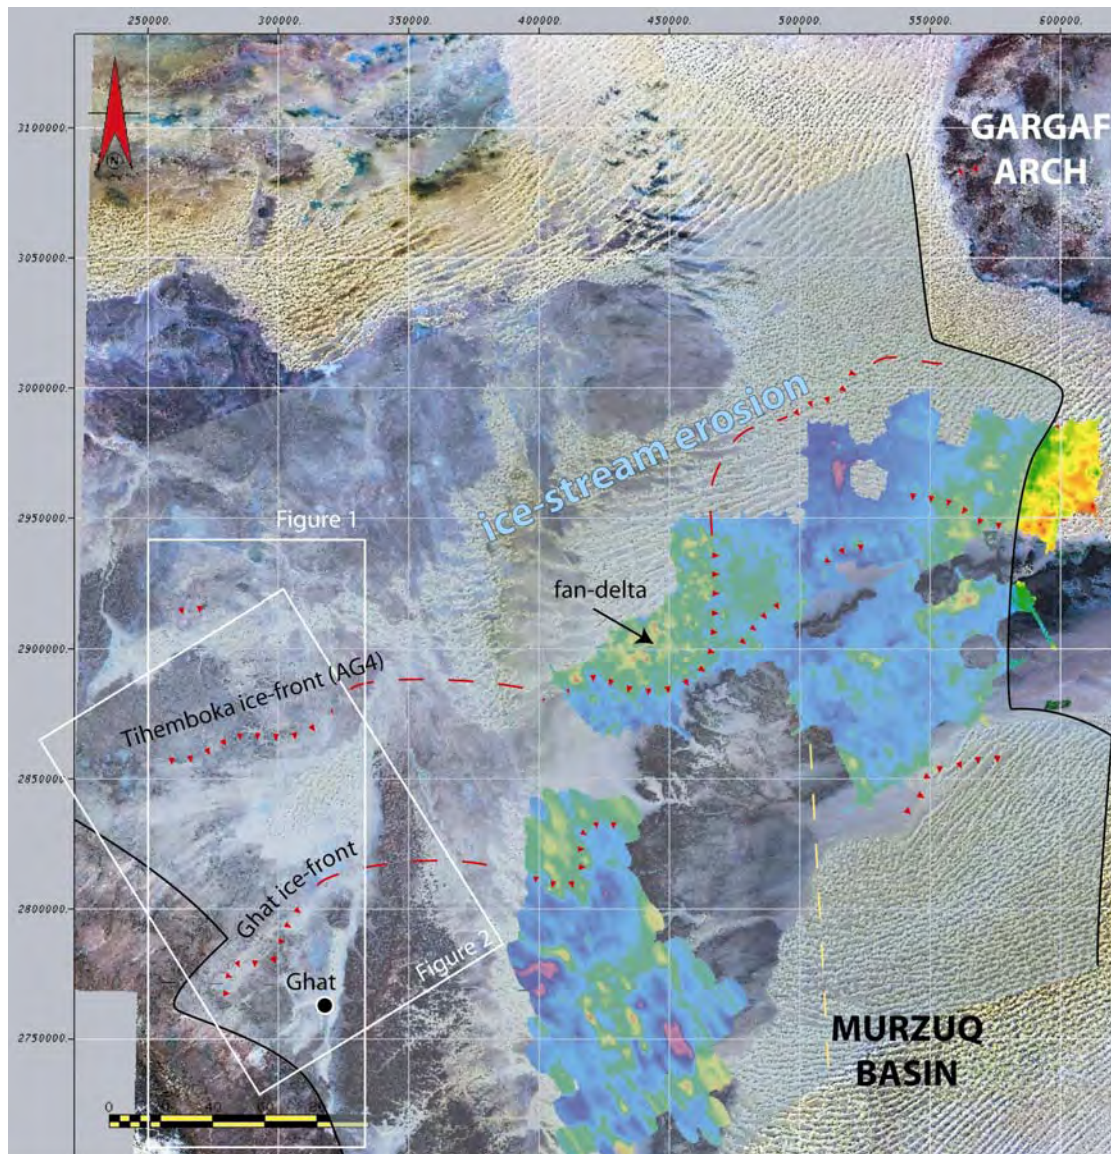 250000. 300000. 350000. 400000. 450000. 500000. 550000. 600000.
3100000.
GARGAF
ARCH
N
3050000.
3000000.
ice-stream erosion
2950000.
Figure 1
fan-delta
2900000.
Tihemboka ice-front (AG4)
2850000.
Ghat ice-front
2800000.
Figure 2
Ghat
2750000.
MURZUQ
BASIN
0
40